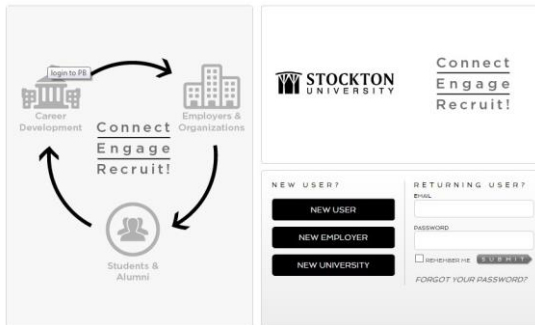 login to PB
Career
Development
Employers &
Organizations
Connect
Engage
Recruit!
Students &
Alumni
STOCKTON
UNIVERSITY
Connect
Engage
Recruit!
NEW USER?
NEW USER
NEW EMPLOYER
NEW UNIVERSITY
RETURNING USER?
EMAIL
PASSWORD
REMEMBER ME
SUBMIT
FORGOT YOUR PASSWORD?